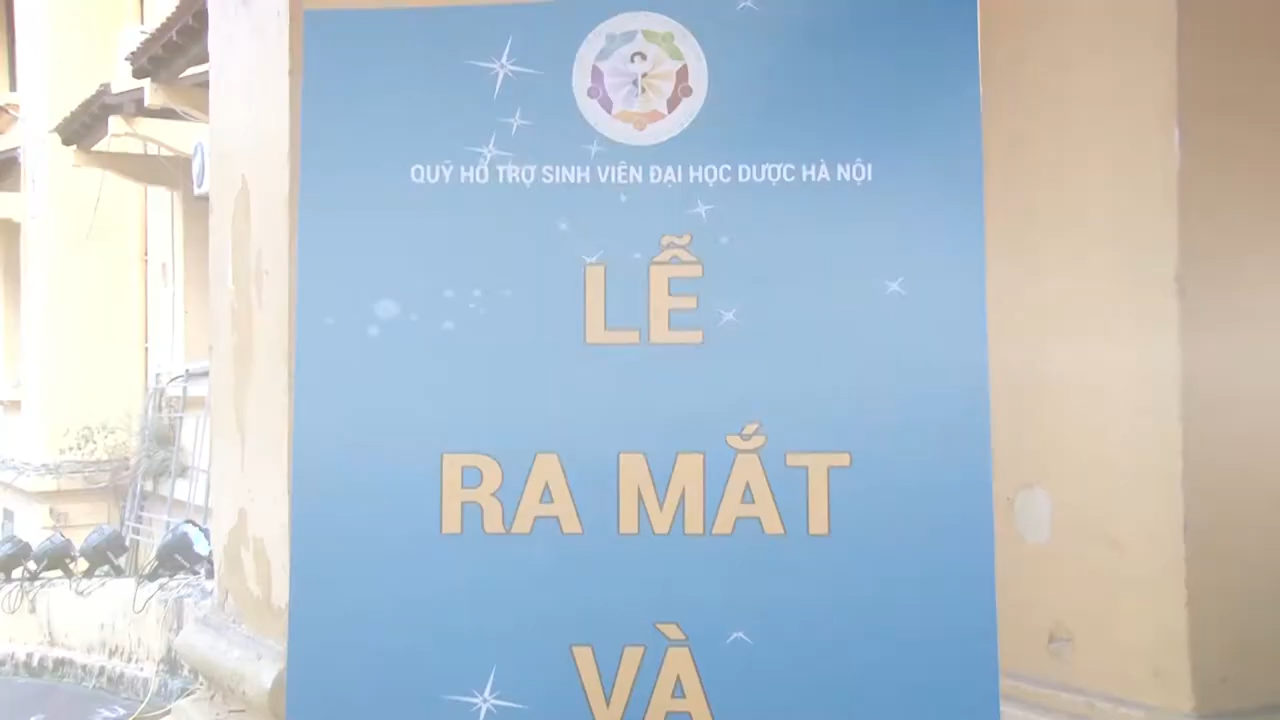 QUỸ HỖ TRỢ SINH VIÊN ĐẠI HỌC DƯỢC HÀ NỘI
LỄ
RA MẮT
VÀ